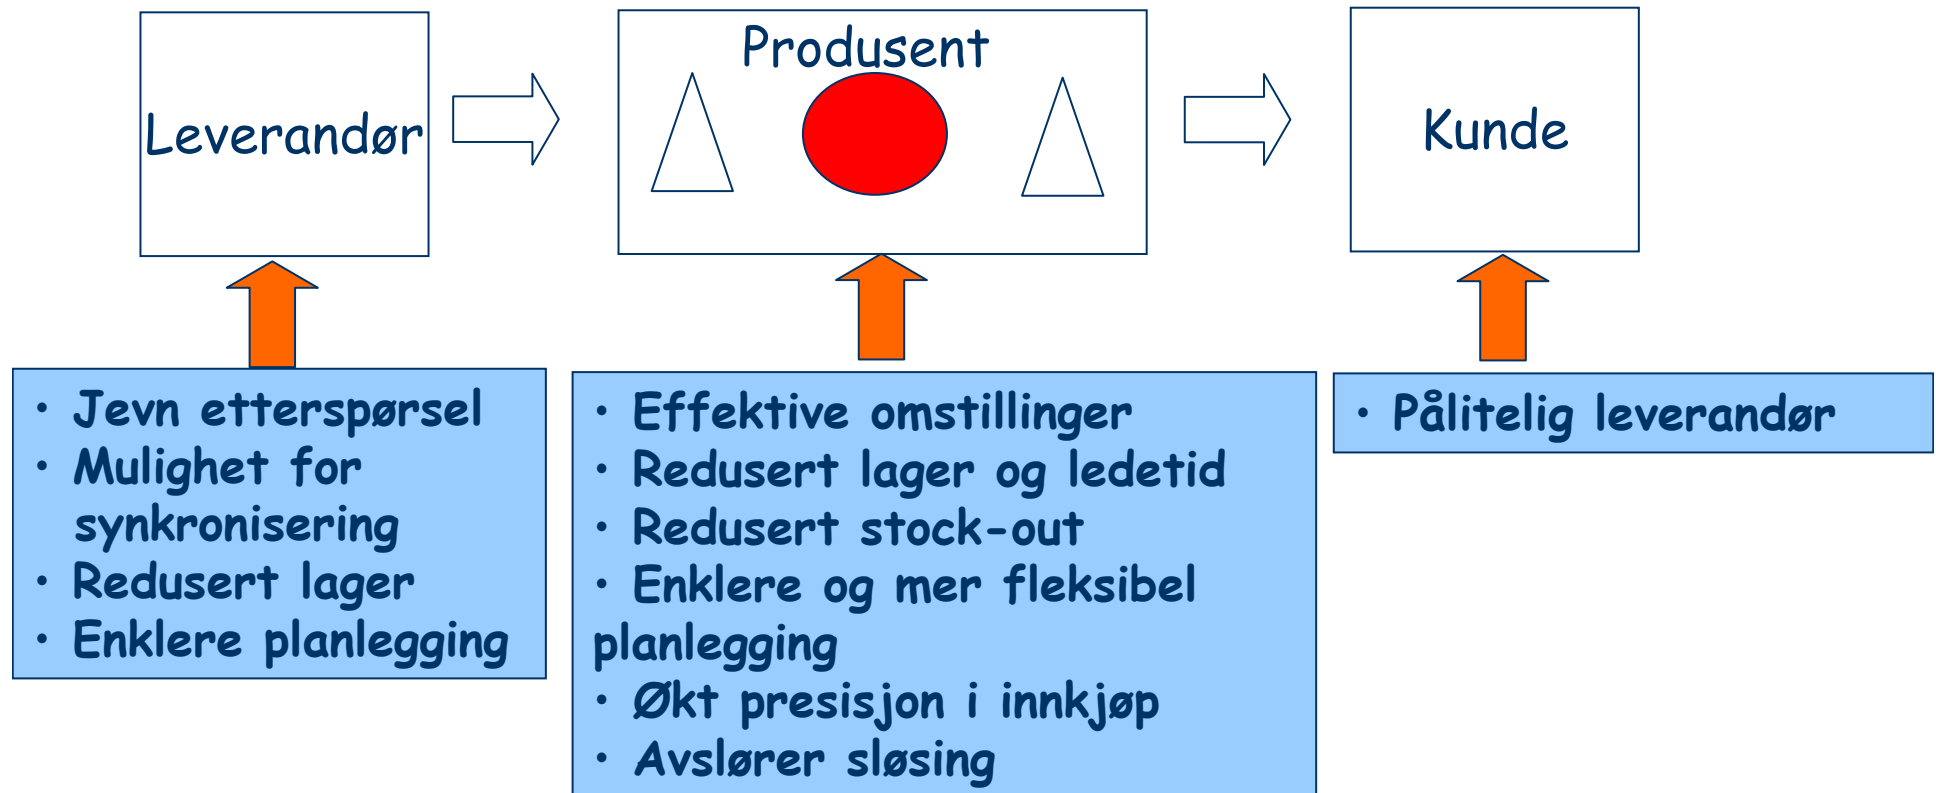 Leverandør
Produsent
Kunde
• Jevn etterspørsel
• Mulighet for
synkronisering
• Redusert lager
• Enklere planlegging
• Effektive omstillinger
• Redusert lager og ledetid
• Redusert stock-out
• Enklere og mer fleksibel
planlegging
• Økt presisjon i innkjøp
• Avslører sløsing
• Pålitelig leverandør